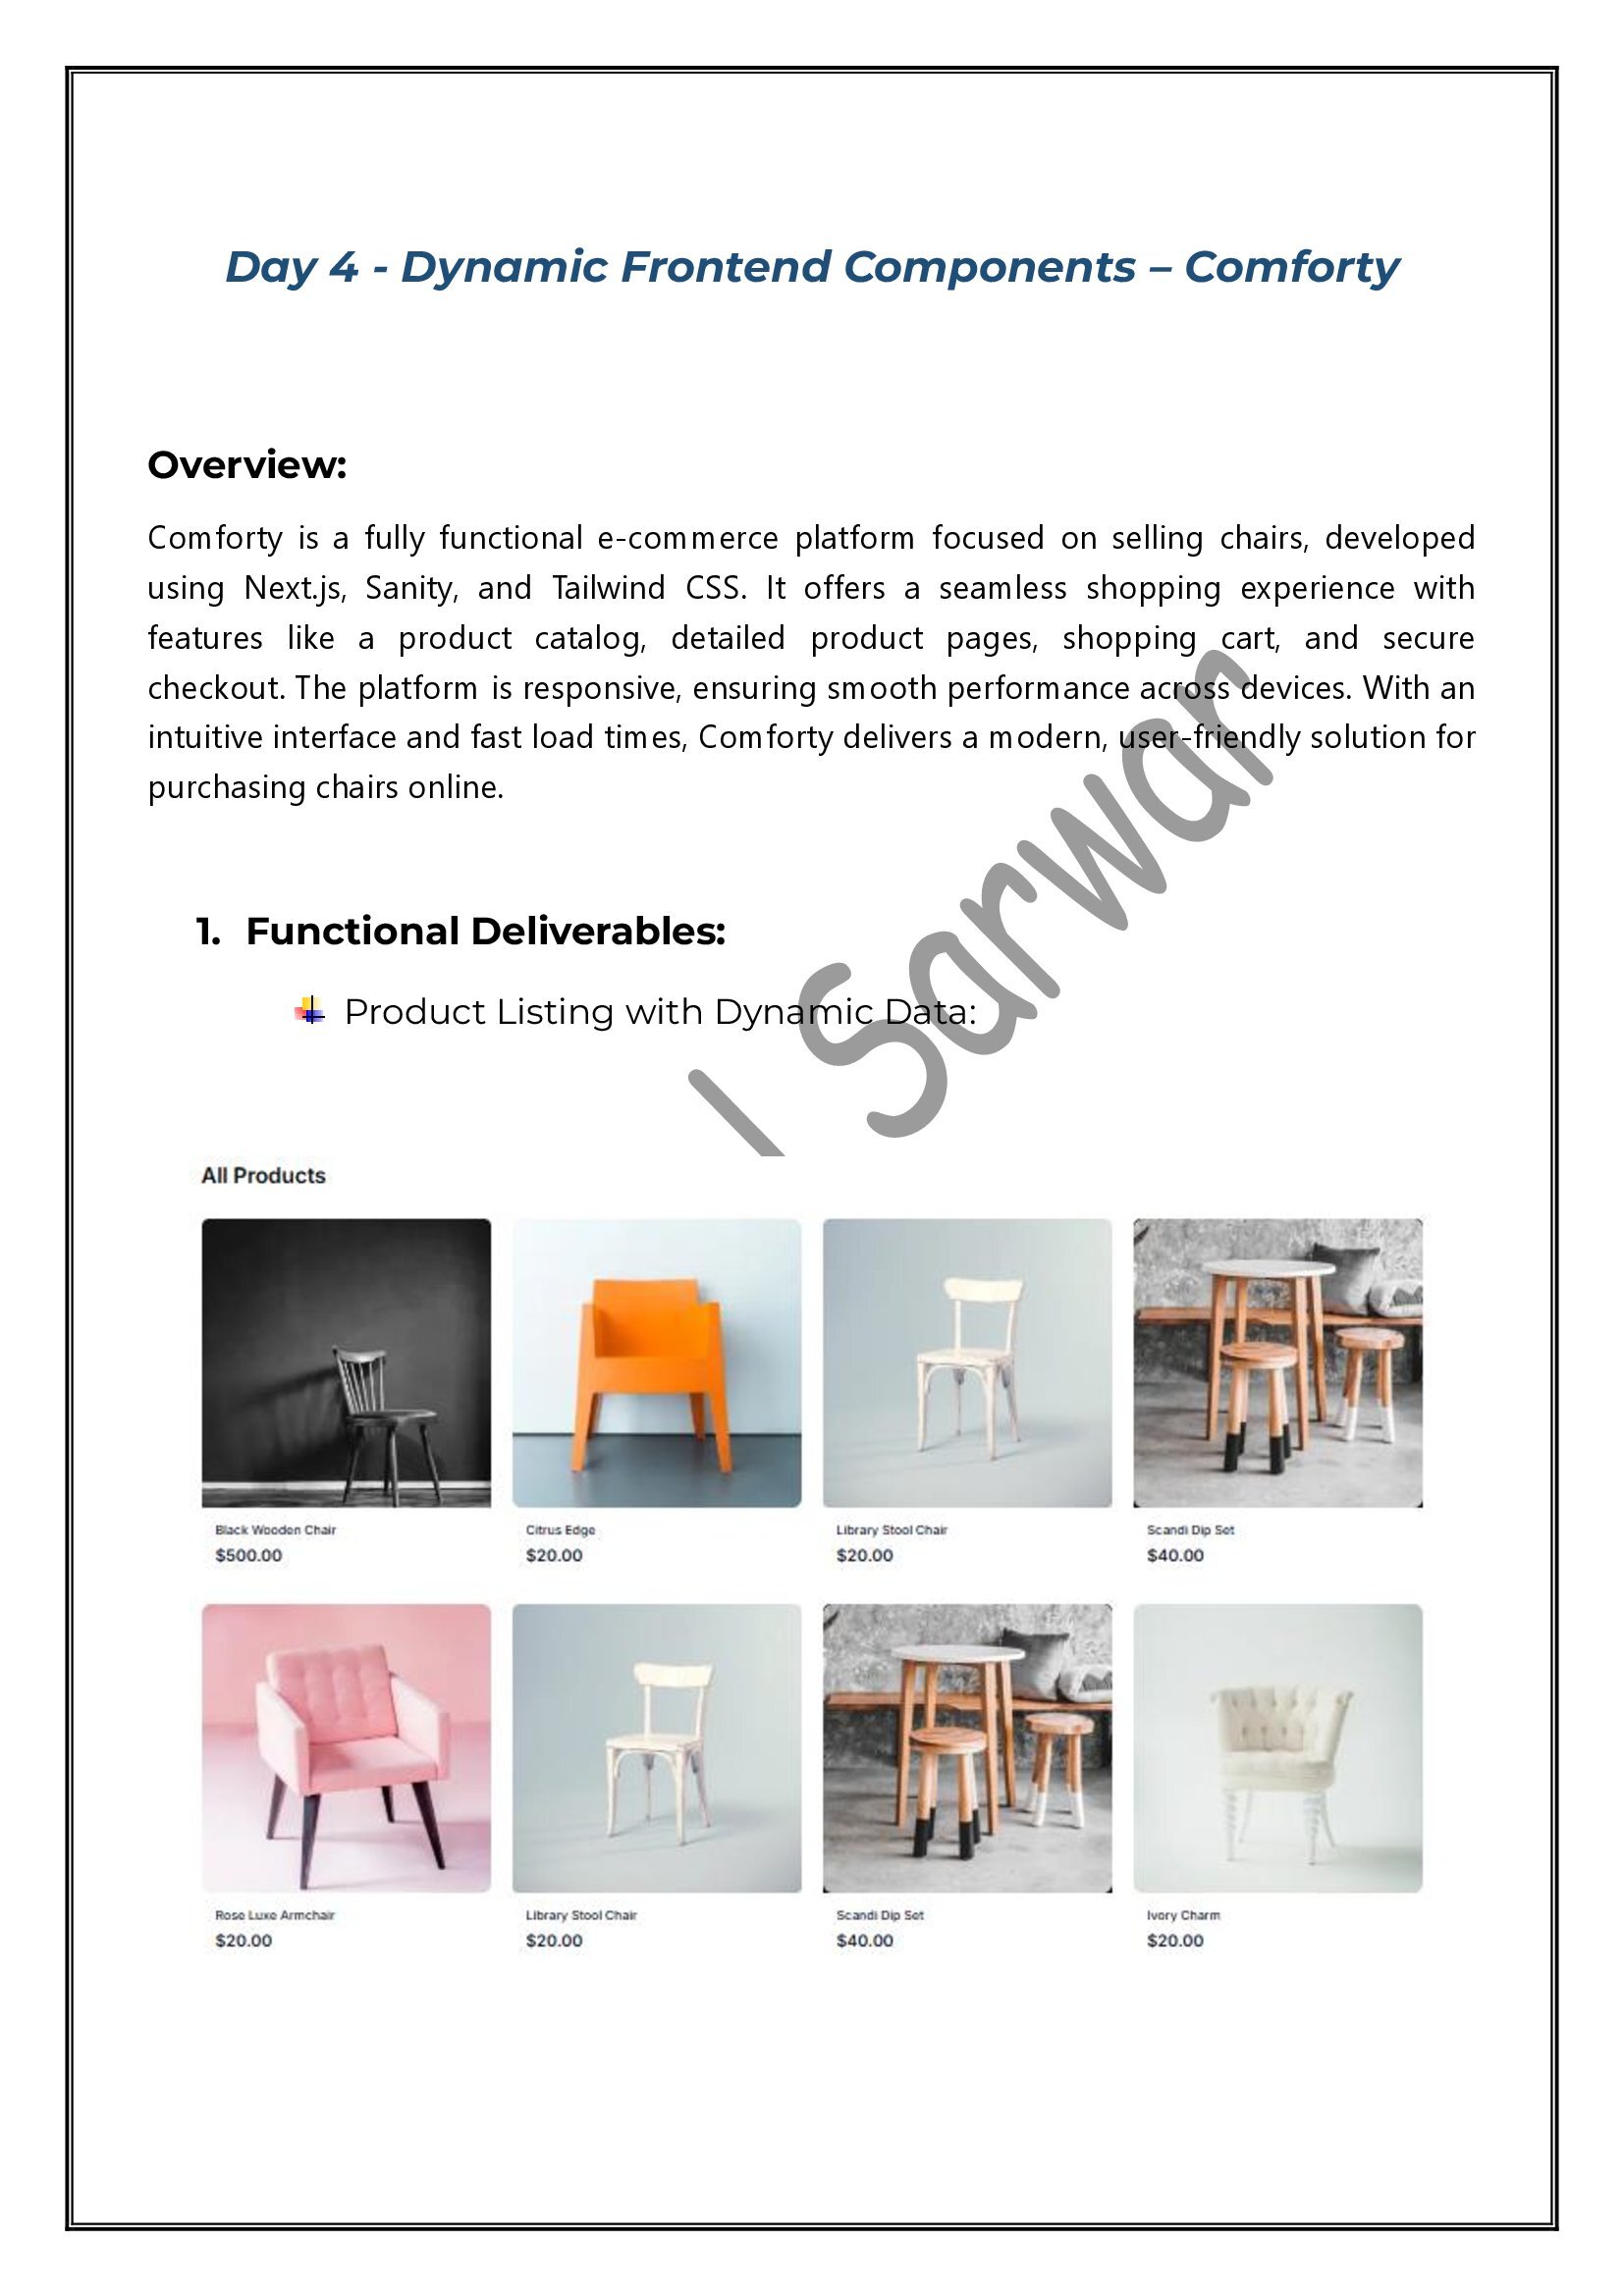 Day 4 - Dynamic Frontend Components – Comforty
Overview:
Comforty is a fully functional e-commerce platform focused on selling chairs, developed
using Next.js, Sanity, and Tailwind CSS. It offers a seamless shopping experience with
features like a product catalog, detailed product pages, shopping cart, and secure
checkout. The platform is responsive, ensuring smooth performance across devices. With an
intuitive interface and fast load times, Comforty delivers a modern, user-friendly solution for
purchasing chairs online.
1. Functional Deliverables:
Product Listing with Dynamic Data:
Sarwar
All Products
Black Wooden Chair
$500.00
Citrus Edge
$20.00
Library Stool Chair
$20.00
Scandi Dip Set
$40.00
Rose Luxe Armchair
$20.00
Library Stool Chair
$20.00
Scandi Dip Set
$40.00
Ivory Charm
$20.00